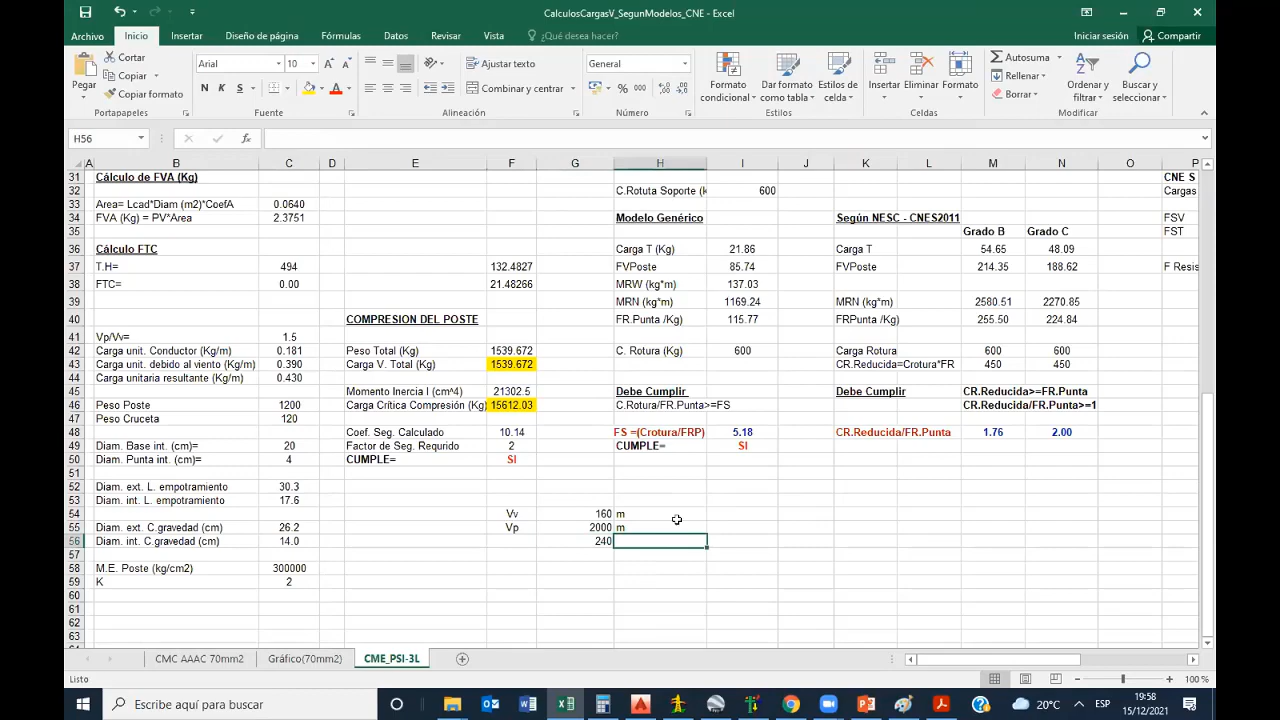 CalculosCargasV_SegunModelos_CNE - Excel
Archivo Inicio Insertar Diseño de página Fórmulas Datos Revisar Vista ¿Qué desea hacer? Iniciar sesión Compartir
Pegar Cortar Copiar Copiar formato
Arial 10 N K S
Ajustar texto Combinar y centrar
General % 000
Formato condicional Dar formato como tabla Estilos de celda Insertar Eliminar Formato
Autosuma Rellenar Borrar Ordenar y filtrar Buscar y seleccionar
Portapapeles Fuente Alineación Número Estilos Celdas Modificar
H56 fx
A B C D E F G H I J K L M N O P
31 Cálculo de FVA (Kg) CNE S
32 C.Rotuta Soporte (k 600 Cargas
33 Area= Lcad*Diam (m2)*CoefA 0.0640
34 FVA (Kg) = PV*Area 2.3751 Modelo Genérico Según NESC - CNES2011 FSV
35 Grado B Grado C FST
36 Cálculo FTC Carga T (Kg) 21.86 Carga T 54.65 48.09
37 T.H= 494 132.4827 FVPoste 85.74 FVPoste 214.35 188.62 F Resis
38 FTC= 0.00 21.48266 MRW (kg*m) 137.03
39 MRN (kg*m) 1169.24 MRN (kg*m) 2580.51 2270.85
40 COMPRESION DEL POSTE FR.Punta /Kg) 115.77 FRPunta /Kg) 255.50 224.84
41 Vp/Vv= 1.5
42 Carga unit. Conductor (Kg/m) 0.181 Peso Total (Kg) 1539.672 C. Rotura (Kg) 600 Carga Rotura 600 600
43 Carga unit. debido al viento (Kg/m) 0.390 Carga V. Total (Kg) 1539.672 CR.Reducida=Crotura*FR 450 450
44 Carga unitaria resultante (Kg/m) 0.430
45 Momento Inercia I (cm^4) 21302.5 Debe Cumplir Debe Cumplir CR.Reducida>=FR.Punta
46 Peso Poste 1200 Carga Crítica Compresión (Kg) 15612.03 C.Rotura/FR.Punta>=FS CR.Reducida/FR.Punta>=1
47 Peso Cruceta 120
48 Coef. Seg. Calculado 10.14 FS =(Crotura/FRP) 5.18 CR.Reducida/FR.Punta 1.76 2.00
49 Diam. Base int. (cm)= 20 Factor de Seg. Requrido 2 CUMPLE= SI
50 Diam. Punta int. (cm)= 4 CUMPLE= SI
51
52 Diam. ext. L. empotramiento 30.3
53 Diam. int. L. empotramiento 17.6
54 Vv 160 m
55 Diam. ext C.gravedad (cm) 26.2 Vp 2000 m
56 Diam. int C.gravedad (cm) 14.0 240
57
58 M.E. Poste (kg/cm2) 300000
59 K 2
60
61
62
63
CMC AAAC 70mm2 Gráfico(70mm2) CME_PSI-3L
Listo 100 %
Escribe aquí para buscar 20°C ESP 19:58
15/12/2021